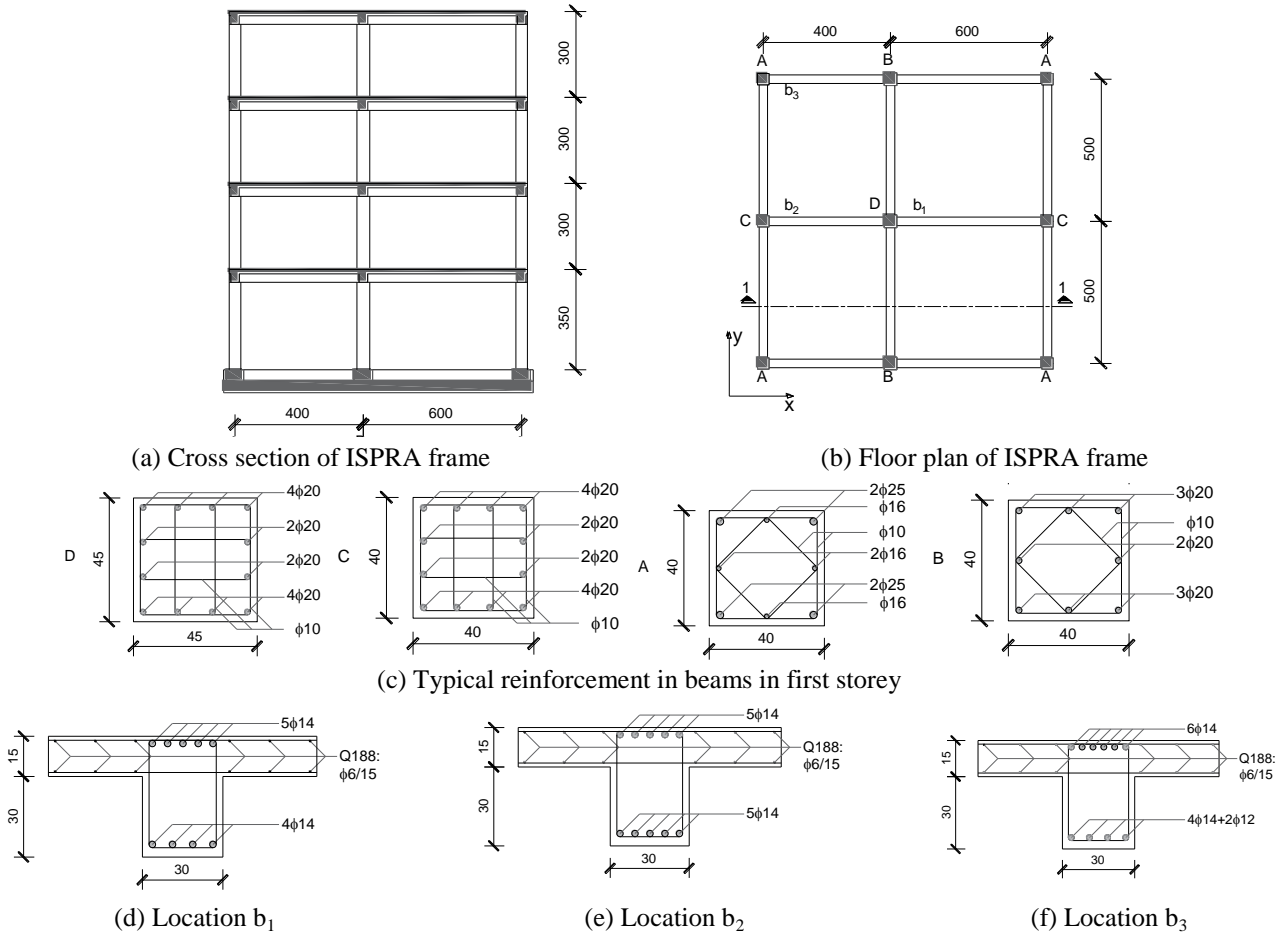 300
300
300
350
400
600
(a) Cross section of ISPRA frame
400
600
A
B
A
b3
500
C
b2
D
b1
C
500
1
1
y
x
A
B
A
(b) Floor plan of ISPRA frame
D
45
45
4ϕ20
2ϕ20
2ϕ20
4ϕ20
ϕ10
C
40
40
4ϕ20
2ϕ20
2ϕ20
4ϕ20
ϕ10
A
40
40
2ϕ25
ϕ16
ϕ10
2ϕ16
2ϕ25
ϕ16
B
40
40
3ϕ20
ϕ10
2ϕ20
3ϕ20
(c) Typical reinforcement in beams in first storey
15
30
30
5ϕ14
Q188:
ϕ6/15
4ϕ14
(d) Location b1
15
30
30
5ϕ14
Q188:
ϕ6/15
5ϕ14
(e) Location b2
15
30
30
6ϕ14
Q188:
ϕ6/15
4ϕ14+2ϕ12
(f) Location b3